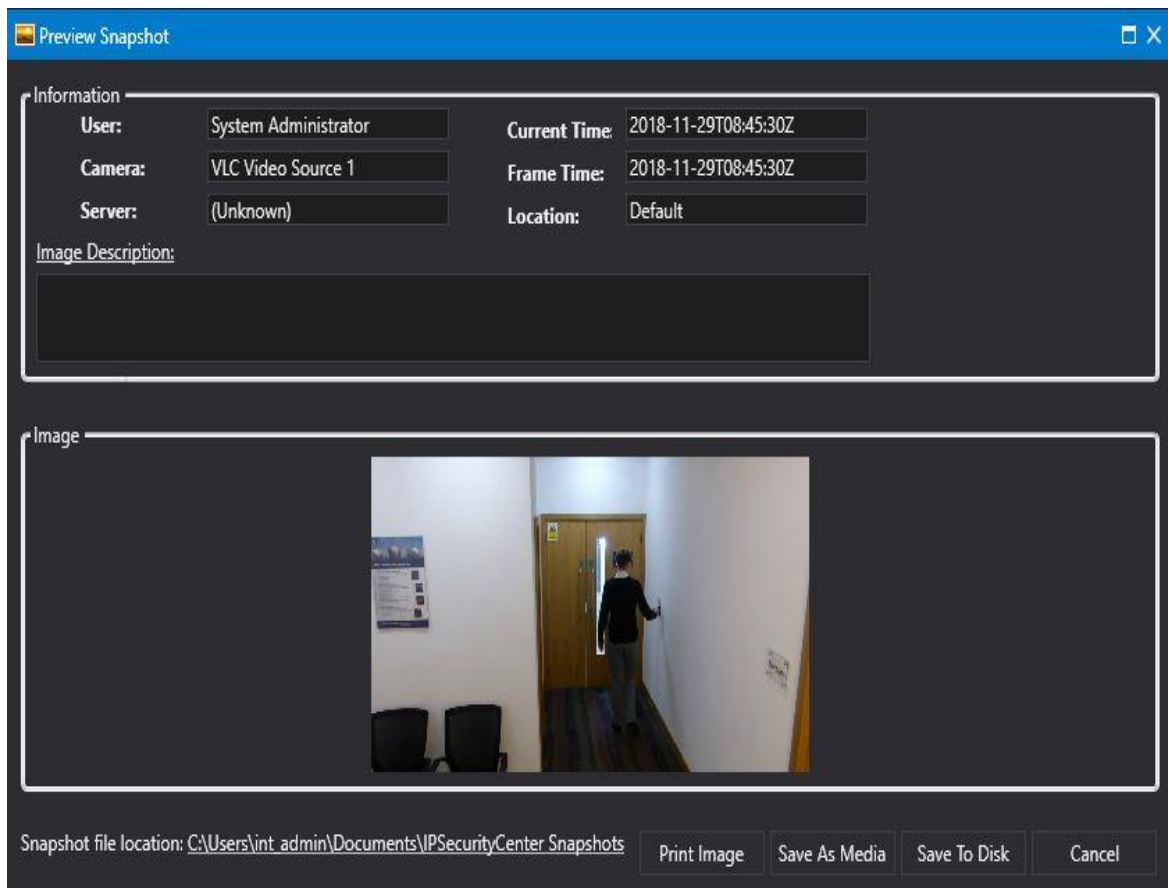 Preview Snapshot
Information
User: System Administrator Current Time: 2018-11-29T08:45:30Z
Camera: VLC Video Source 1 Frame Time: 2018-11-29T08:45:30Z
Server: (Unknown) Location: Default
Image Description:
Image
Snapshot file location: C:\Users\int_admin\Documents\IPSecurityCenter Snapshots Print Image Save As Media Save To Disk Cancel